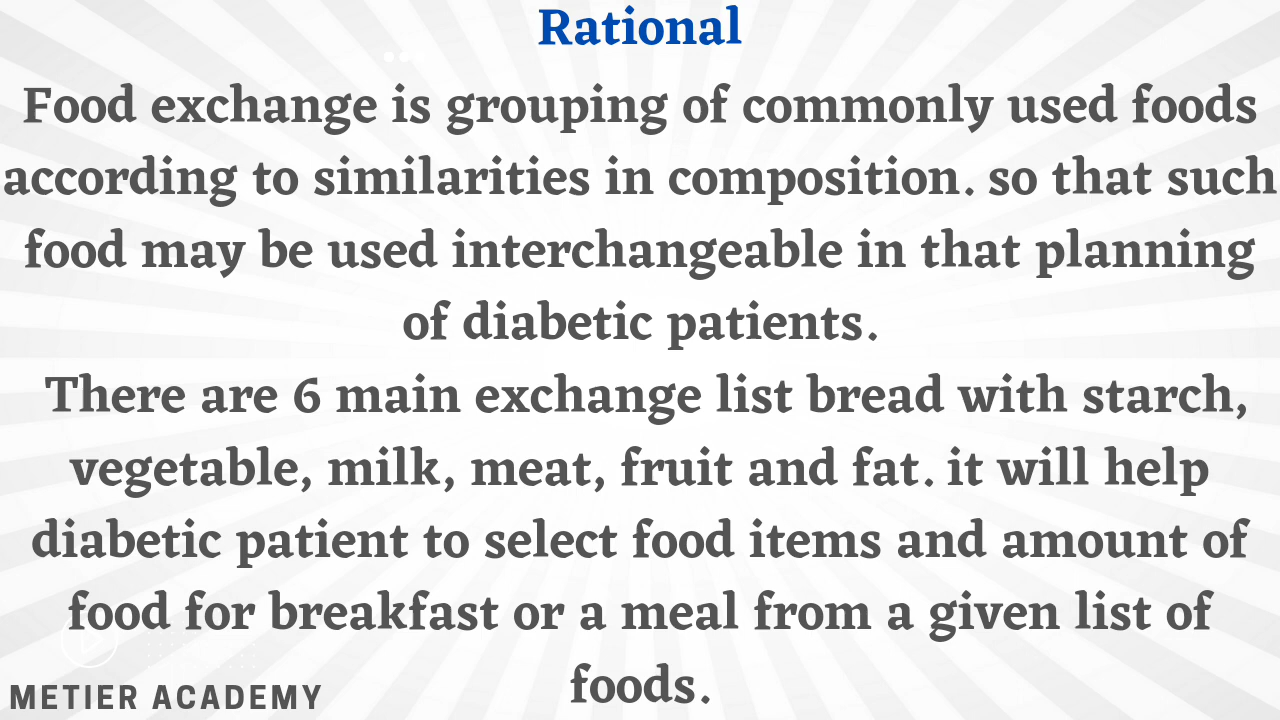 Rational
Food exchange is grouping of commonly used foods
according to similarities in composition. so that such
food may be used interchangeable in that planning
of diabetic patients.
There are 6 main exchange list bread with starch,
vegetable, milk, meat, fruit and fat. it will help
diabetic patient to select food items and amount of
food for breakfast or a meal from a given list of
foods.
METIER ACADEMY